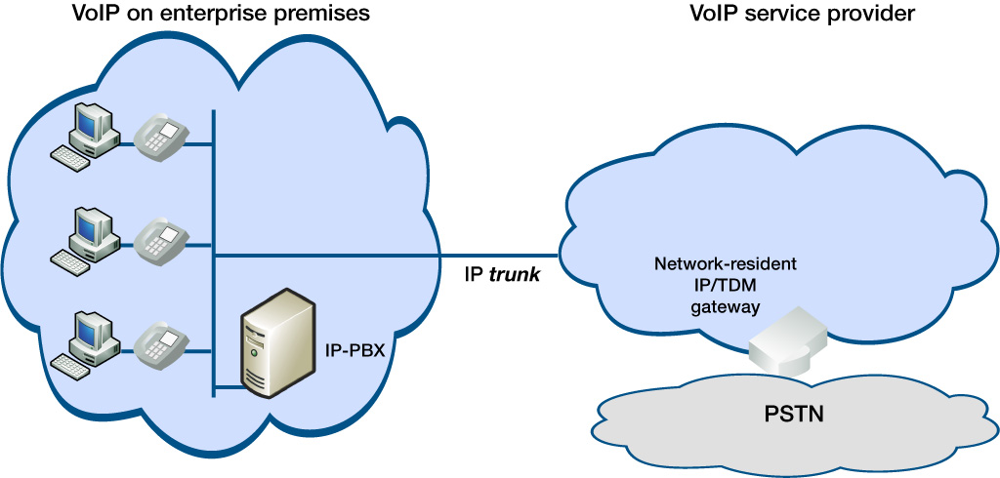 VoIP on enterprise premises
VoIP service provider
IP trunk
Network-resident
IP/TDM
gateway
IP-PBX
PSTN